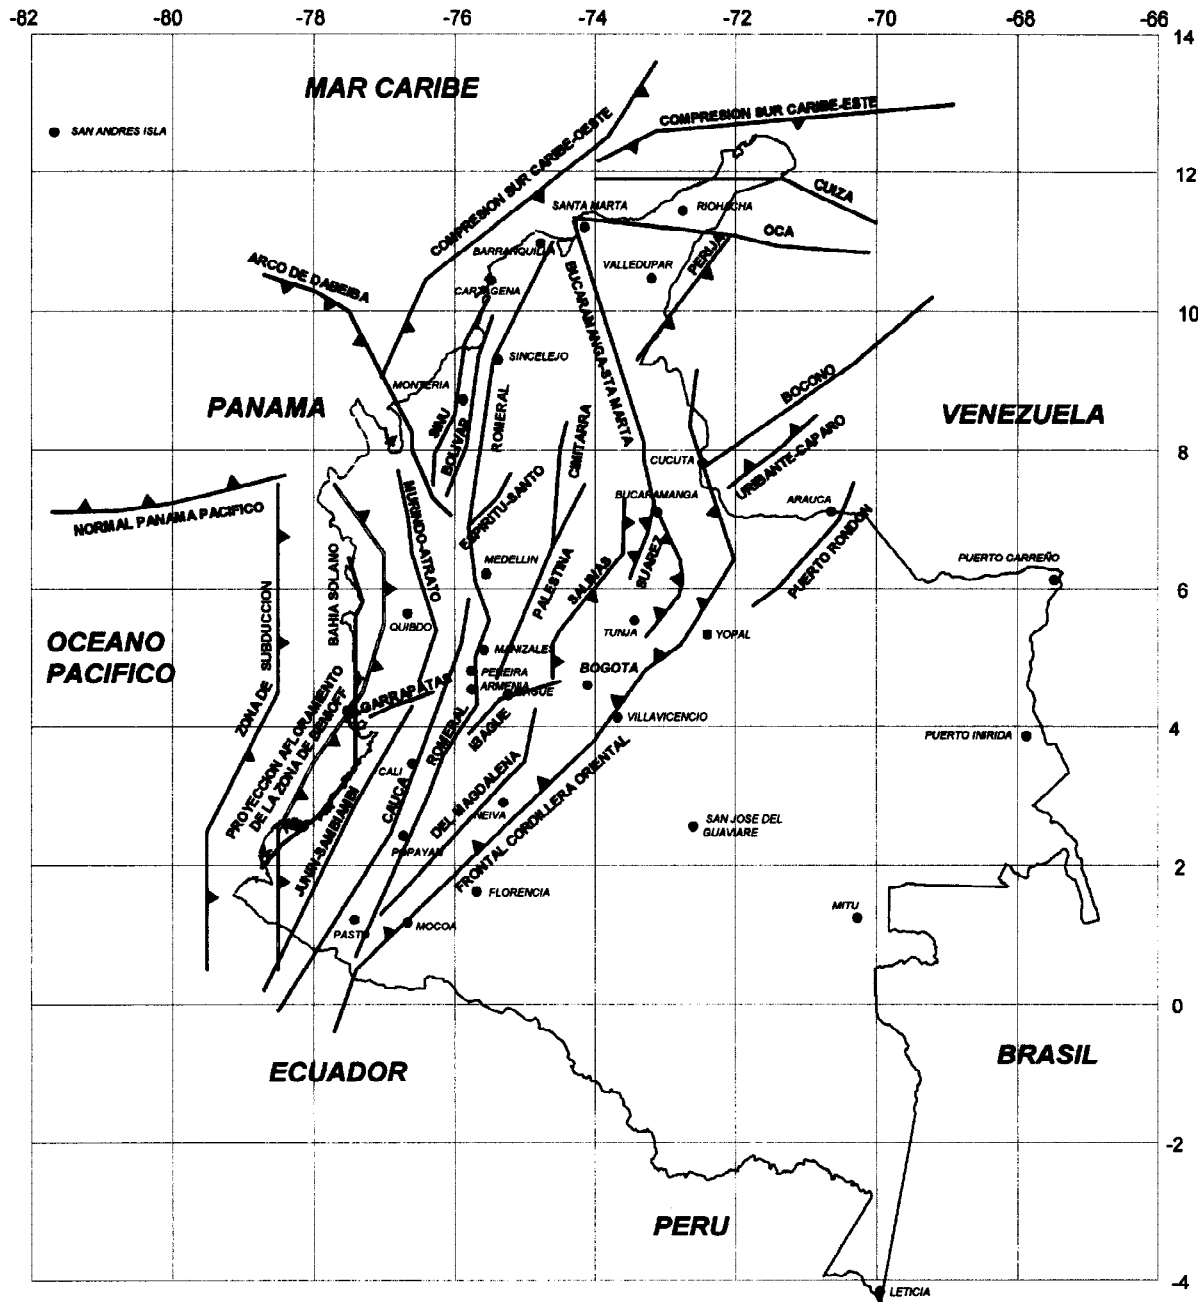 -82 -80 -78 -76 -74 -72 -70 -68 -66
14
MAR CARIBE
COMPRESION SUR CARIBE-ESTE
SAN ANDRES ISLA
COMPRESION SUR CARIBE-OESTE
12
CUIZA
SANTA MARTA
RIOHACHA
OCA
BARRANQUILLA
PERIJA
ARCO DE DABEIBA
VALLEDUPAR
CARTAGENA
BUCARAMANGA-STA MARTA
10
SINCELEJO
MONTERIA
BOCONO
PANAMA
SINU
BOLIVAR
ROMERAL
CIMITARRA
VENEZUELA
8
CUCUTA
URIBANTE-CAPARO
BUCARAMANGA
ARAUCA
NORMAL PANAMA PACIFICO
MURINDO-ATRATO
ESPIRITU-SANTO
PUERTO RONDON
MEDELLIN
SUAREZ
PUERTO CARREÑO
BAHIA SOLANO
PALESTINA
SALINAS
6
OCEANO
PACIFICO
ZONA DE SUBDUCCION
QUIBDO
TUNJA
YOPAL
MANIZALES
PEREIRA
BOGOTA
ARMENIA
IBAGUE
GARRAPATAS
VILLAVICENCIO
4
PROYECCION AFLORAMIENTO
DE LA ZONA DE BENIOFF
ROMERAL
IBAGUE
PUERTO INIRIDA
CALI
CAUCA
DEL MAGDALENA
NEIVA
FRONTAL CORDILLERA ORIENTAL
SAN JOSE DEL
GUAVIARE
JUNIN-SAMBIAMBI
POPAYAN
2
FLORENCIA
MITU
PASTO
MOCOA
0
ECUADOR
BRASIL
-2
PERU
-4
LETICIA